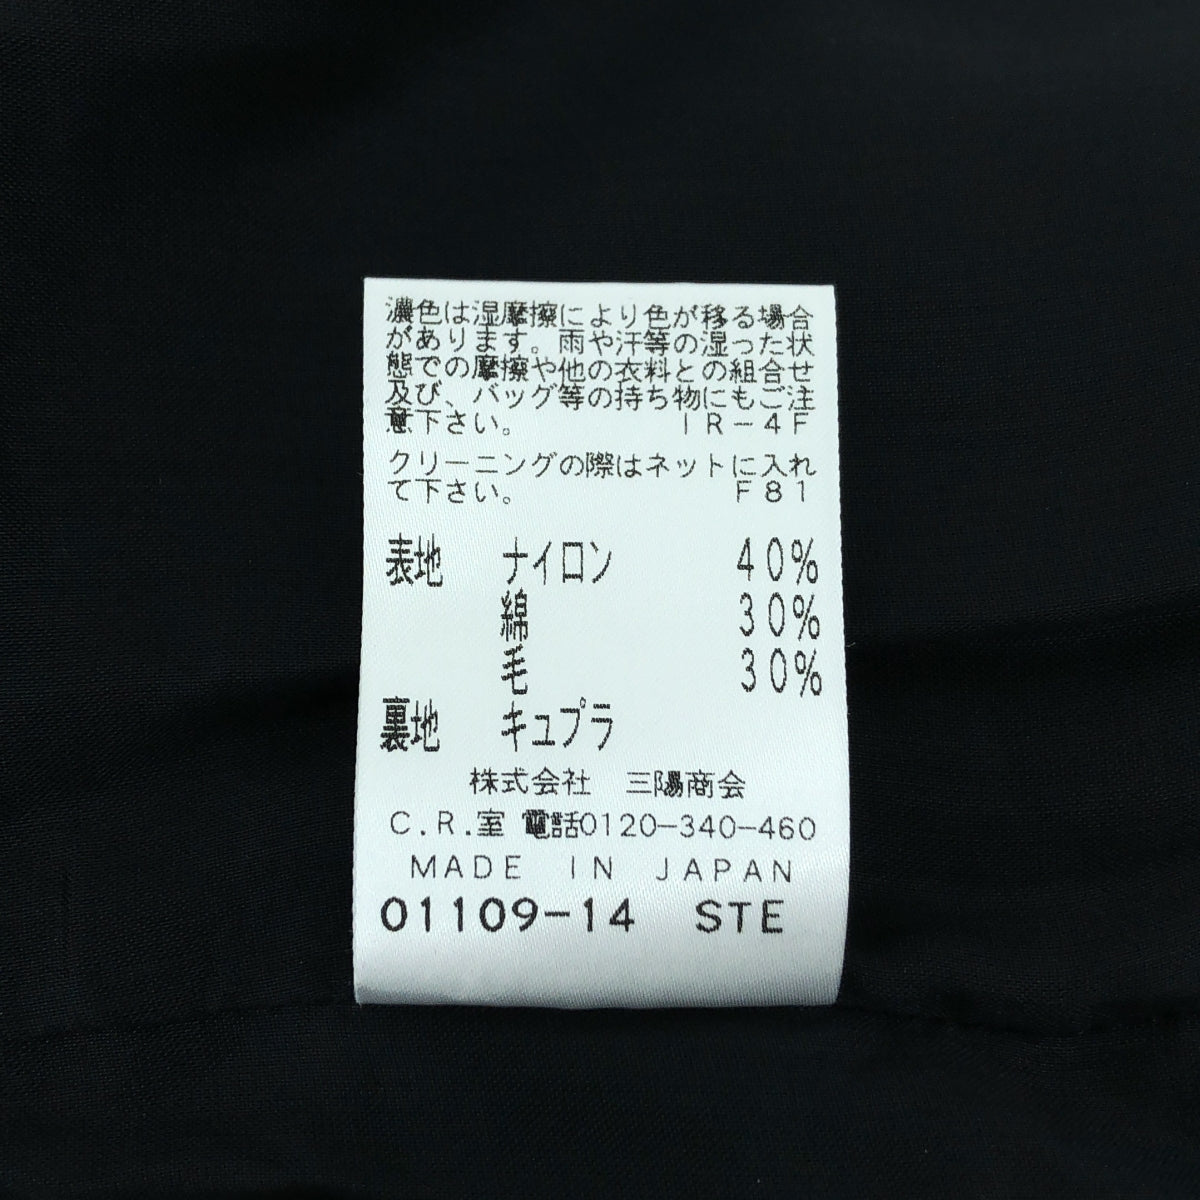 濃色は湿摩擦により色が移る場合
があります。雨や汗等の湿った状
態での摩擦や他の衣料との組合せ
及び、バッグ等の持ち物にもご注
意下さい。 IR-4F
クリーニングの際はネットに入れ
て下さい。 F81
表地 ナイロン 40%
綿 30%
毛 30%
裏地 キュプラ
株式会社 三陽商会
C.R.室 電話0120-340-460
MADE IN JAPAN
01109-14 STE